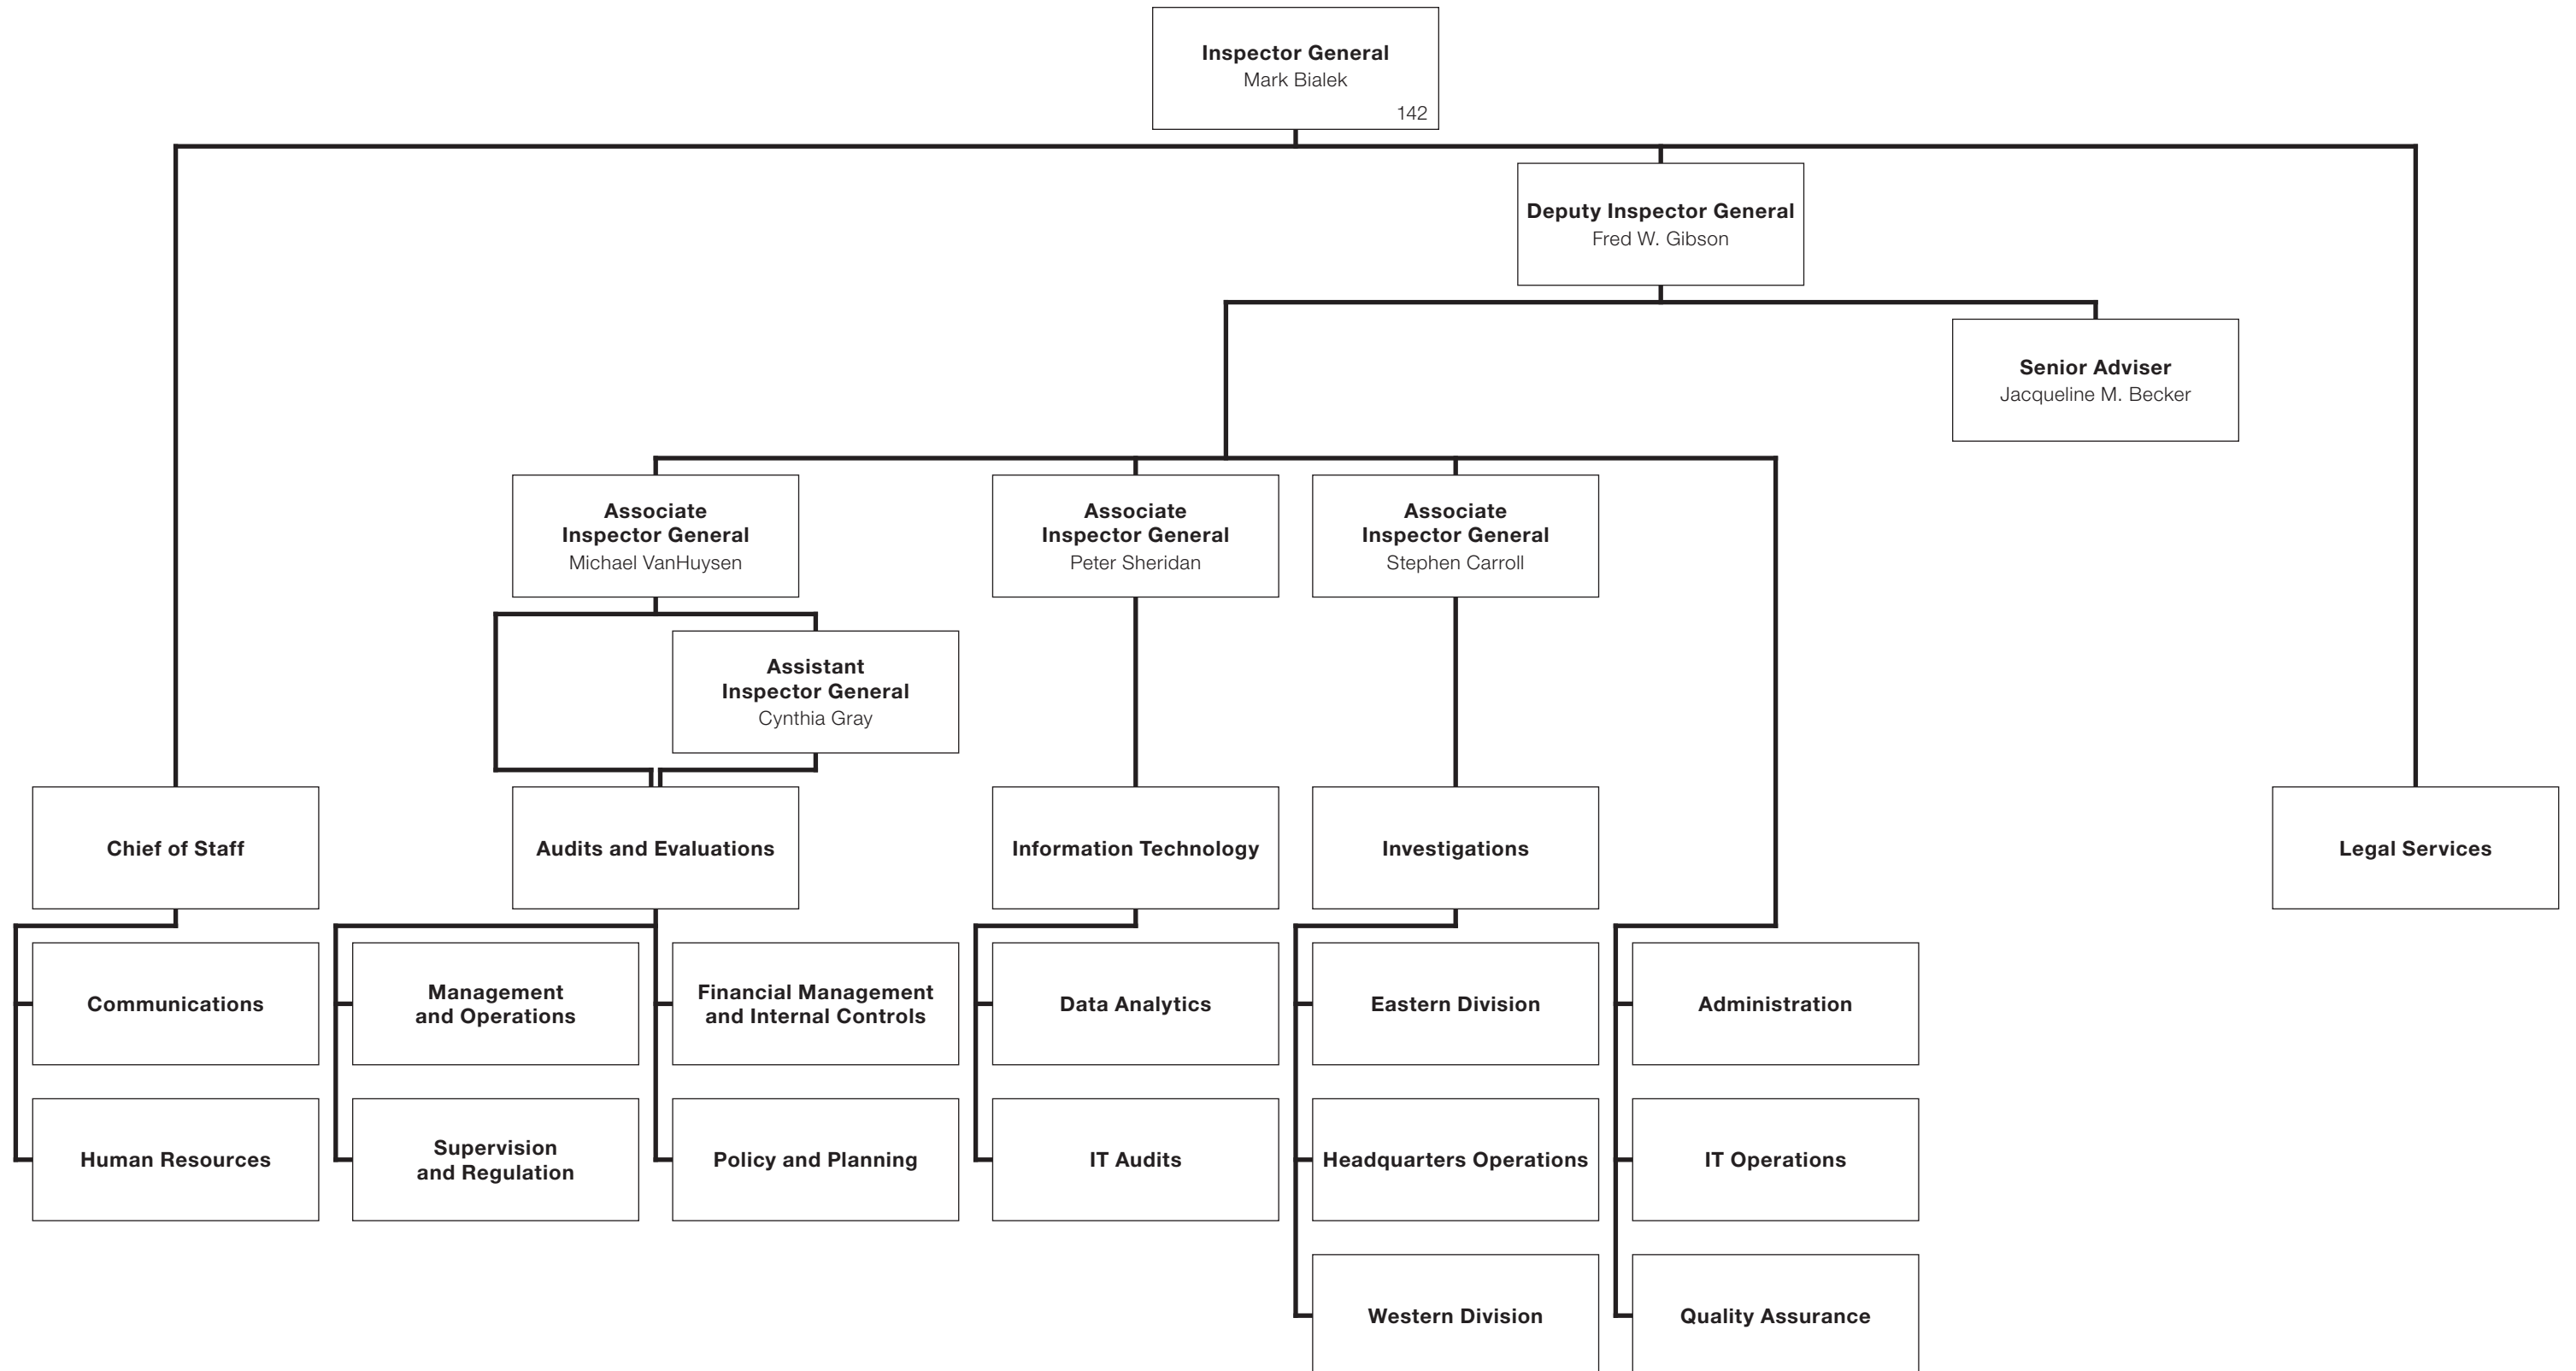 Inspector General
Mark Bialek
142
Deputy Inspector General
Fred W. Gibson
Senior Adviser
Jacqueline M. Becker
Associate
Inspector General
Michael VanHuysen
Associate
Inspector General
Peter Sheridan
Associate
Inspector General
Stephen Carroll
Assistant
Inspector General
Cynthia Gray
Chief of Staff
Audits and Evaluations
Information Technology
Investigations
Legal Services
Communications
Management
and Operations
Financial Management
and Internal Controls
Data Analytics
Eastern Division
Administration
Human Resources
Supervision
and Regulation
Policy and Planning
IT Audits
Headquarters Operations
IT Operations
Western Division
Quality Assurance